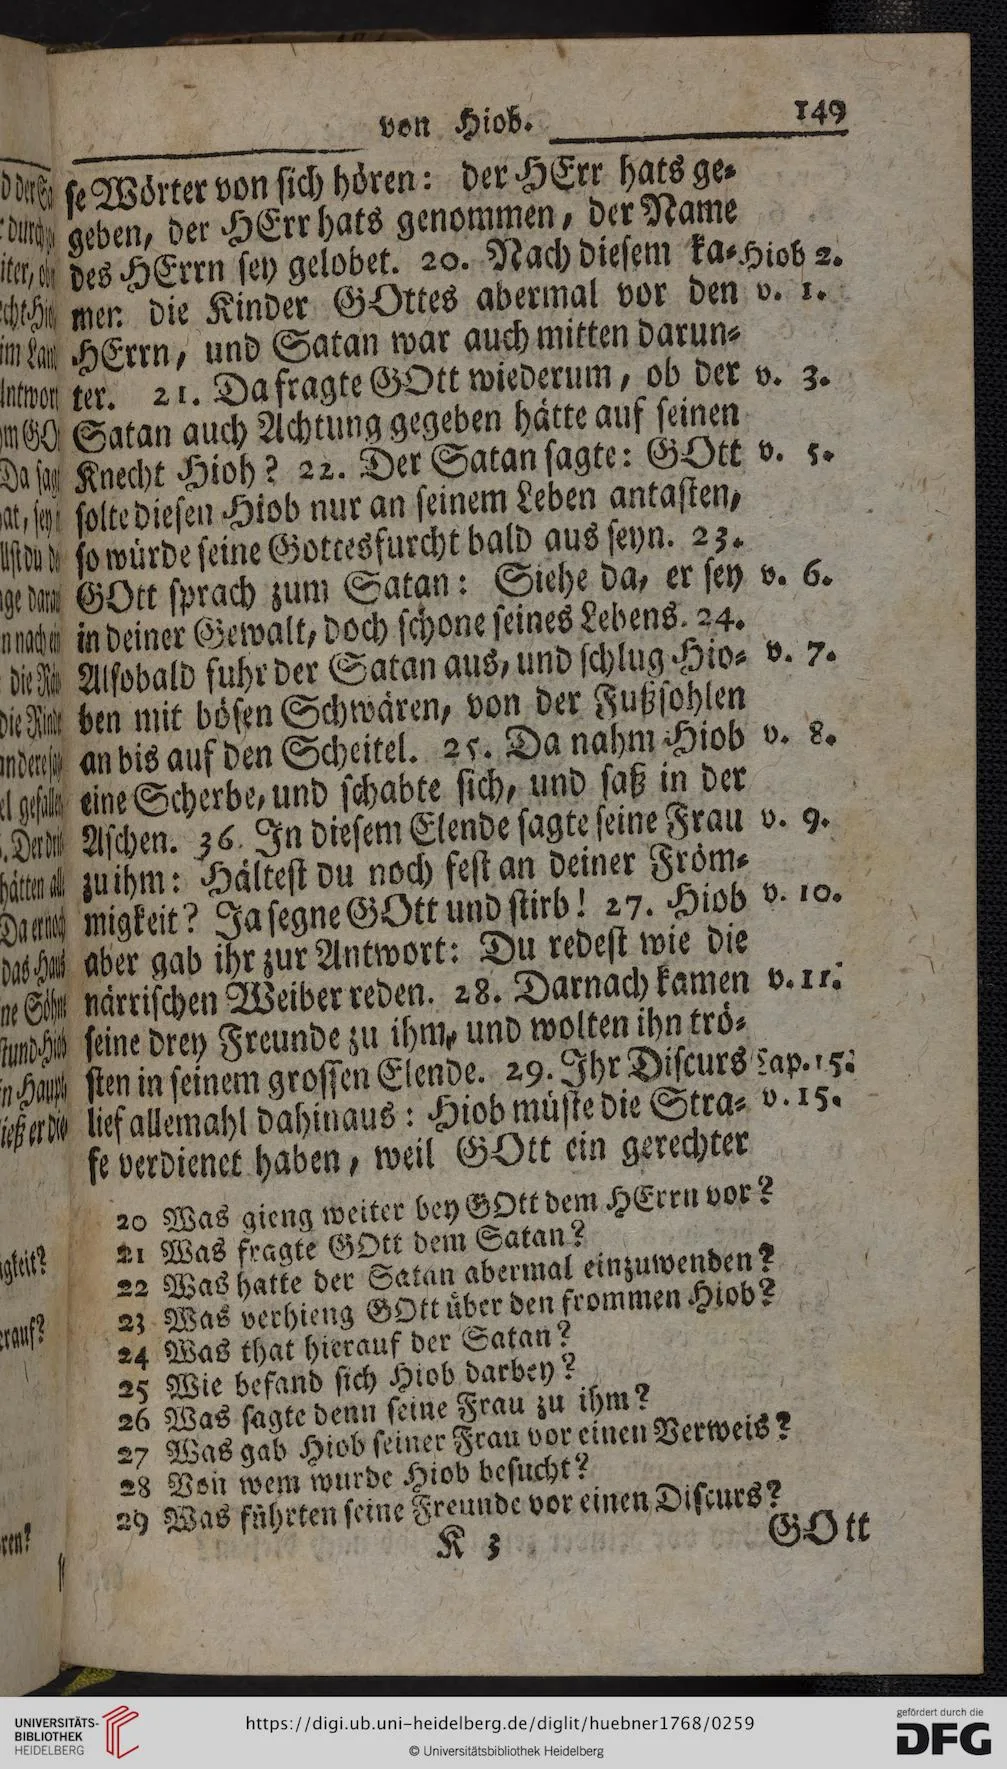 von Hiob. 149
se Wörter von sich hören: der HErr hats ge-
geben, der HErr hats genommen, der Name
des HErrn sey gelobet. 20. Nach diesem ka- Hiob 2.
men die Kinder GOttes abermal vor den v. 1.
HErrn, und Satan war auch mitten darun-
ter. 21. Da fragte GOtt wiederum, ob der v. 3.
Satan auch Achtung gegeben hätte auf seinen
Knecht Hioh? 22. Der Satan sagte: GOtt v. 5.
solte diesen Hiob nur an seinem Leben antasten,
so würde seine Gottesfurcht bald aus seyn. 23.
GOtt sprach zum Satan: Siehe da, er sey v. 6.
in deiner Gewalt, doch schone seines Lebens. 24.
Alsobald fuhr der Satan aus, und schlug Hio- v. 7.
ben mit bösen Schwären, von der Fußsohlen
an bis auf den Scheitel. 25. Da nahm Hiob v. 8.
eine Scherbe, und schabte sich, und saß in der
Aschen. 36. In diesem Elende sagte seine Frau v. 9.
zu ihm: Hältest du noch fest an deiner Fröm-
migkeit? Ja segne GOtt und stirb! 27. Hiob v. 10.
aber gab ihr zur Antwort: Du redest wie die
närrischen Weiber reden. 28. Darnach kamen v. 11.
seine drey Freunde zu ihm, und wolten ihn trö-
sten in seinem grossen Elende. 29. Ihr Discurs Cap. 15.
lief allemahl dahinaus: Hiob müste die Stra- v. 15.
fe verdienet haben, weil GOtt ein gerechter
20 Was gieng weiter bey GOtt dem HErrn vor?
21 Was fragte GOtt dem Satan?
22 Was hatte der Satan abermal einzuwenden?
23 Was verhieng GOtt über den frommen Hiob?
24 Was that hierauf der Satan?
25 Wie befand sich Hiob darbey?
26 Was sagte denn seine Frau zu ihm?
27 Was gab Hiob seiner Frau vor einen Verweis?
28 Von wem wurde Hiob besucht?
29 Was führten seine Freunde vor einen Discurs?
K 3 GOtt
UNIVERSITÄTS-
BIBLIOTHEK
HEIDELBERG
https://digi.ub.uni-heidelberg.de/diglit/huebner1768/0259
© Universitätsbibliothek Heidelberg
gefördert durch die
DFG